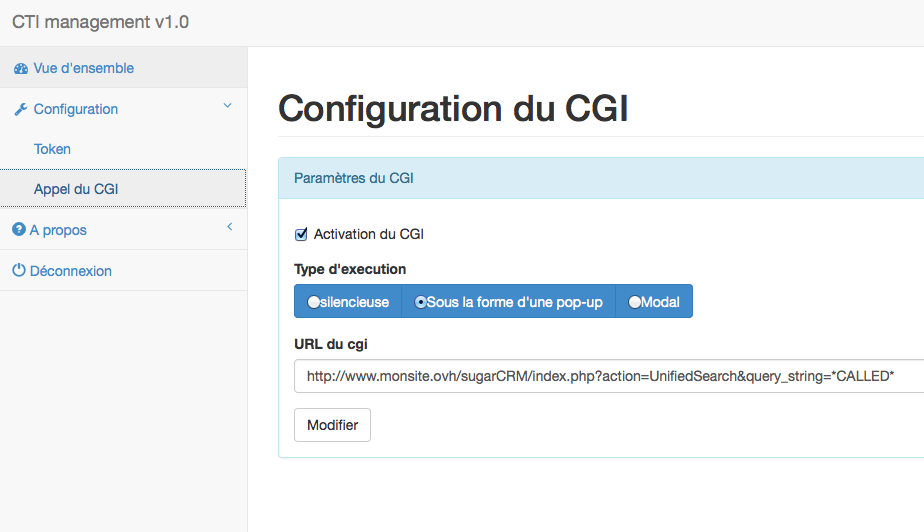 CTI management v1.0
Vue d'ensemble
Configuration
Token
Appel du CGI
A propos
Déconnexion
Configuration du CGI
Paramètres du CGI
Activation du CGI
Type d'execution
silencieuse Sous la forme d'une pop-up Modal
URL du cgi
http://www.monsite.ovh/sugarCRM/index.php?action=UnifiedSearch&query_string=*CALLED*
Modifier